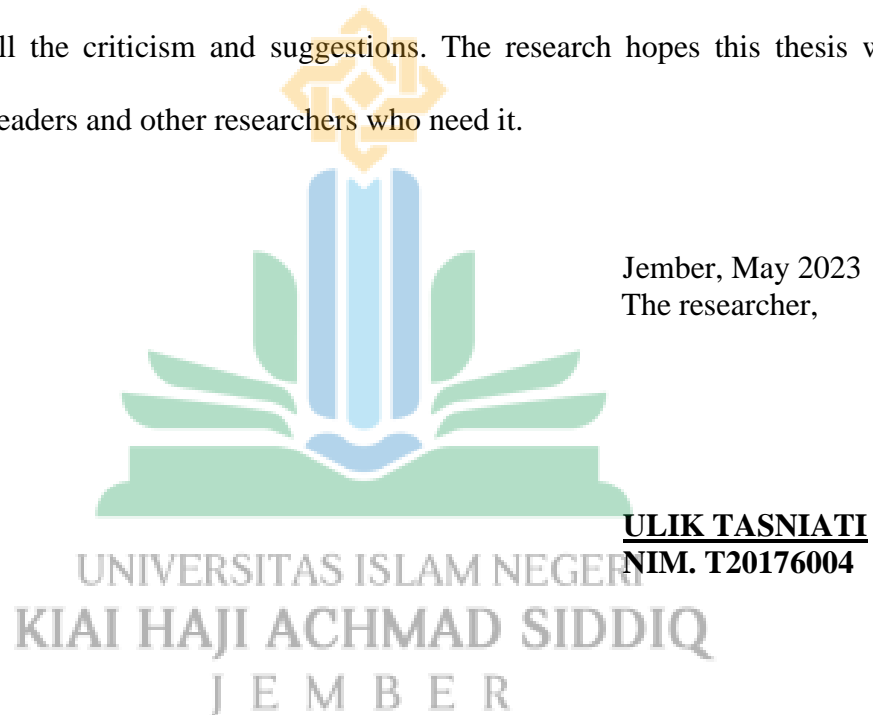 ll the criticism and suggestions. The research hopes this thesis w
eaders and other researchers who need it.
Jember, May 2023
The researcher,
ULIK TASNIATI
NIM. T20176004
UNIVERSITAS ISLAM NEGERI
KIAI HAJI ACHMAD SIDDIQ
JEMBER